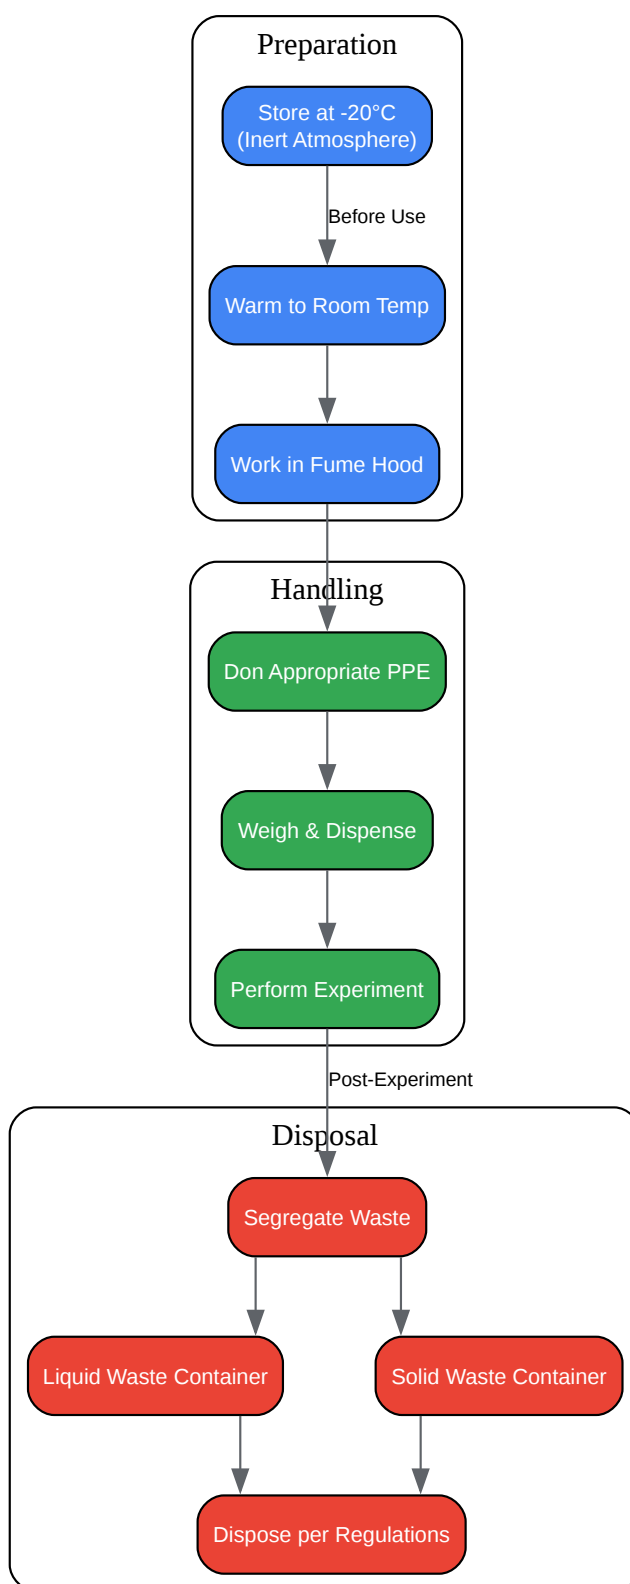 Preparation
Store at -20°C
(Inert Atmosphere)
Before Use
Warm to Room Temp
Work in Fume Hood
Handling
Don Appropriate PPE
Weigh & Dispense
Perform Experiment
Post-Experiment
Disposal
Segregate Waste
Liquid Waste Container
Solid Waste Container
Dispose per Regulations